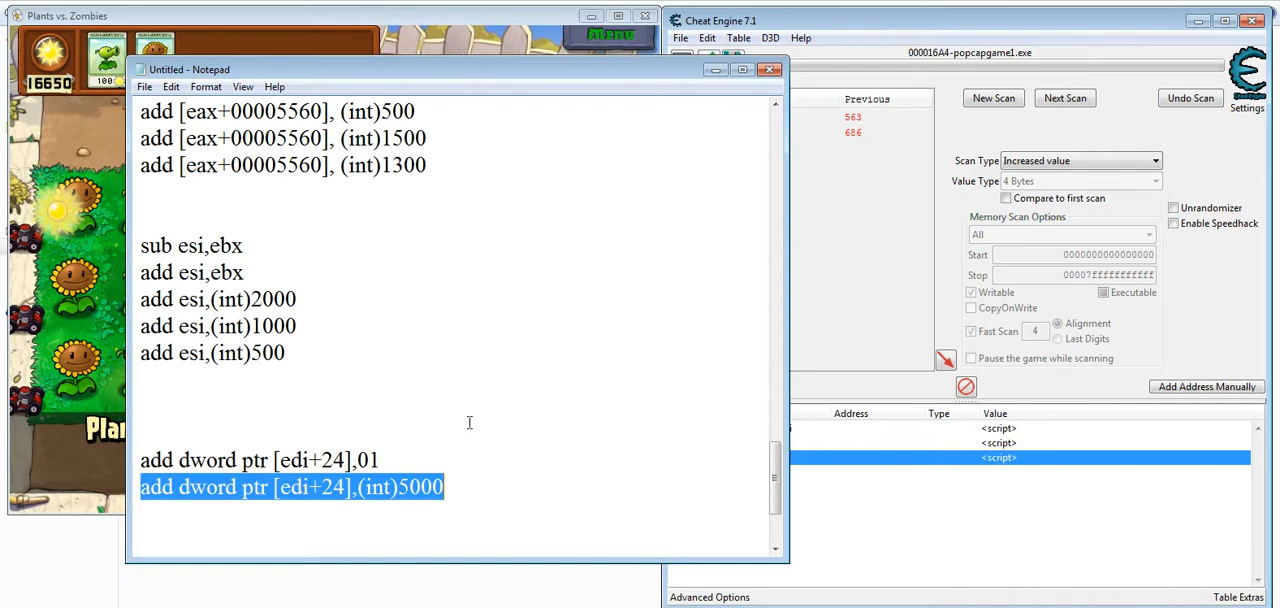 Plants vs. Zombies
16650
100
Menu
Plan
Untitled - Notepad
File Edit Format View Help
add [eax+00005560], (int)500
add [eax+00005560], (int)1500
add [eax+00005560], (int)1300
sub esi,ebx
add esi,ebx
add esi,(int)2000
add esi,(int)1000
add esi,(int)500
add dword ptr [edi+24],01
add dword ptr [edi+24],(int)5000
Cheat Engine 7.1
File Edit Table D3D Help
000016A4-popcapgame1.exe
Previous
563
686
New Scan Next Scan Undo Scan
Settings
Scan Type Increased value
Value Type 4 Bytes
Compare to first scan
Memory Scan Options
All
Start 0000000000000000
Stop 00007fffffffffff
Writable Executable
CopyOnWrite
Fast Scan 4 Alignment
Last Digits
Pause the game while scanning
Unrandomizer
Enable Speedhack
Add Address Manually
Address Type Value
<script>
<script>
<script>
Advanced Options Table Extras